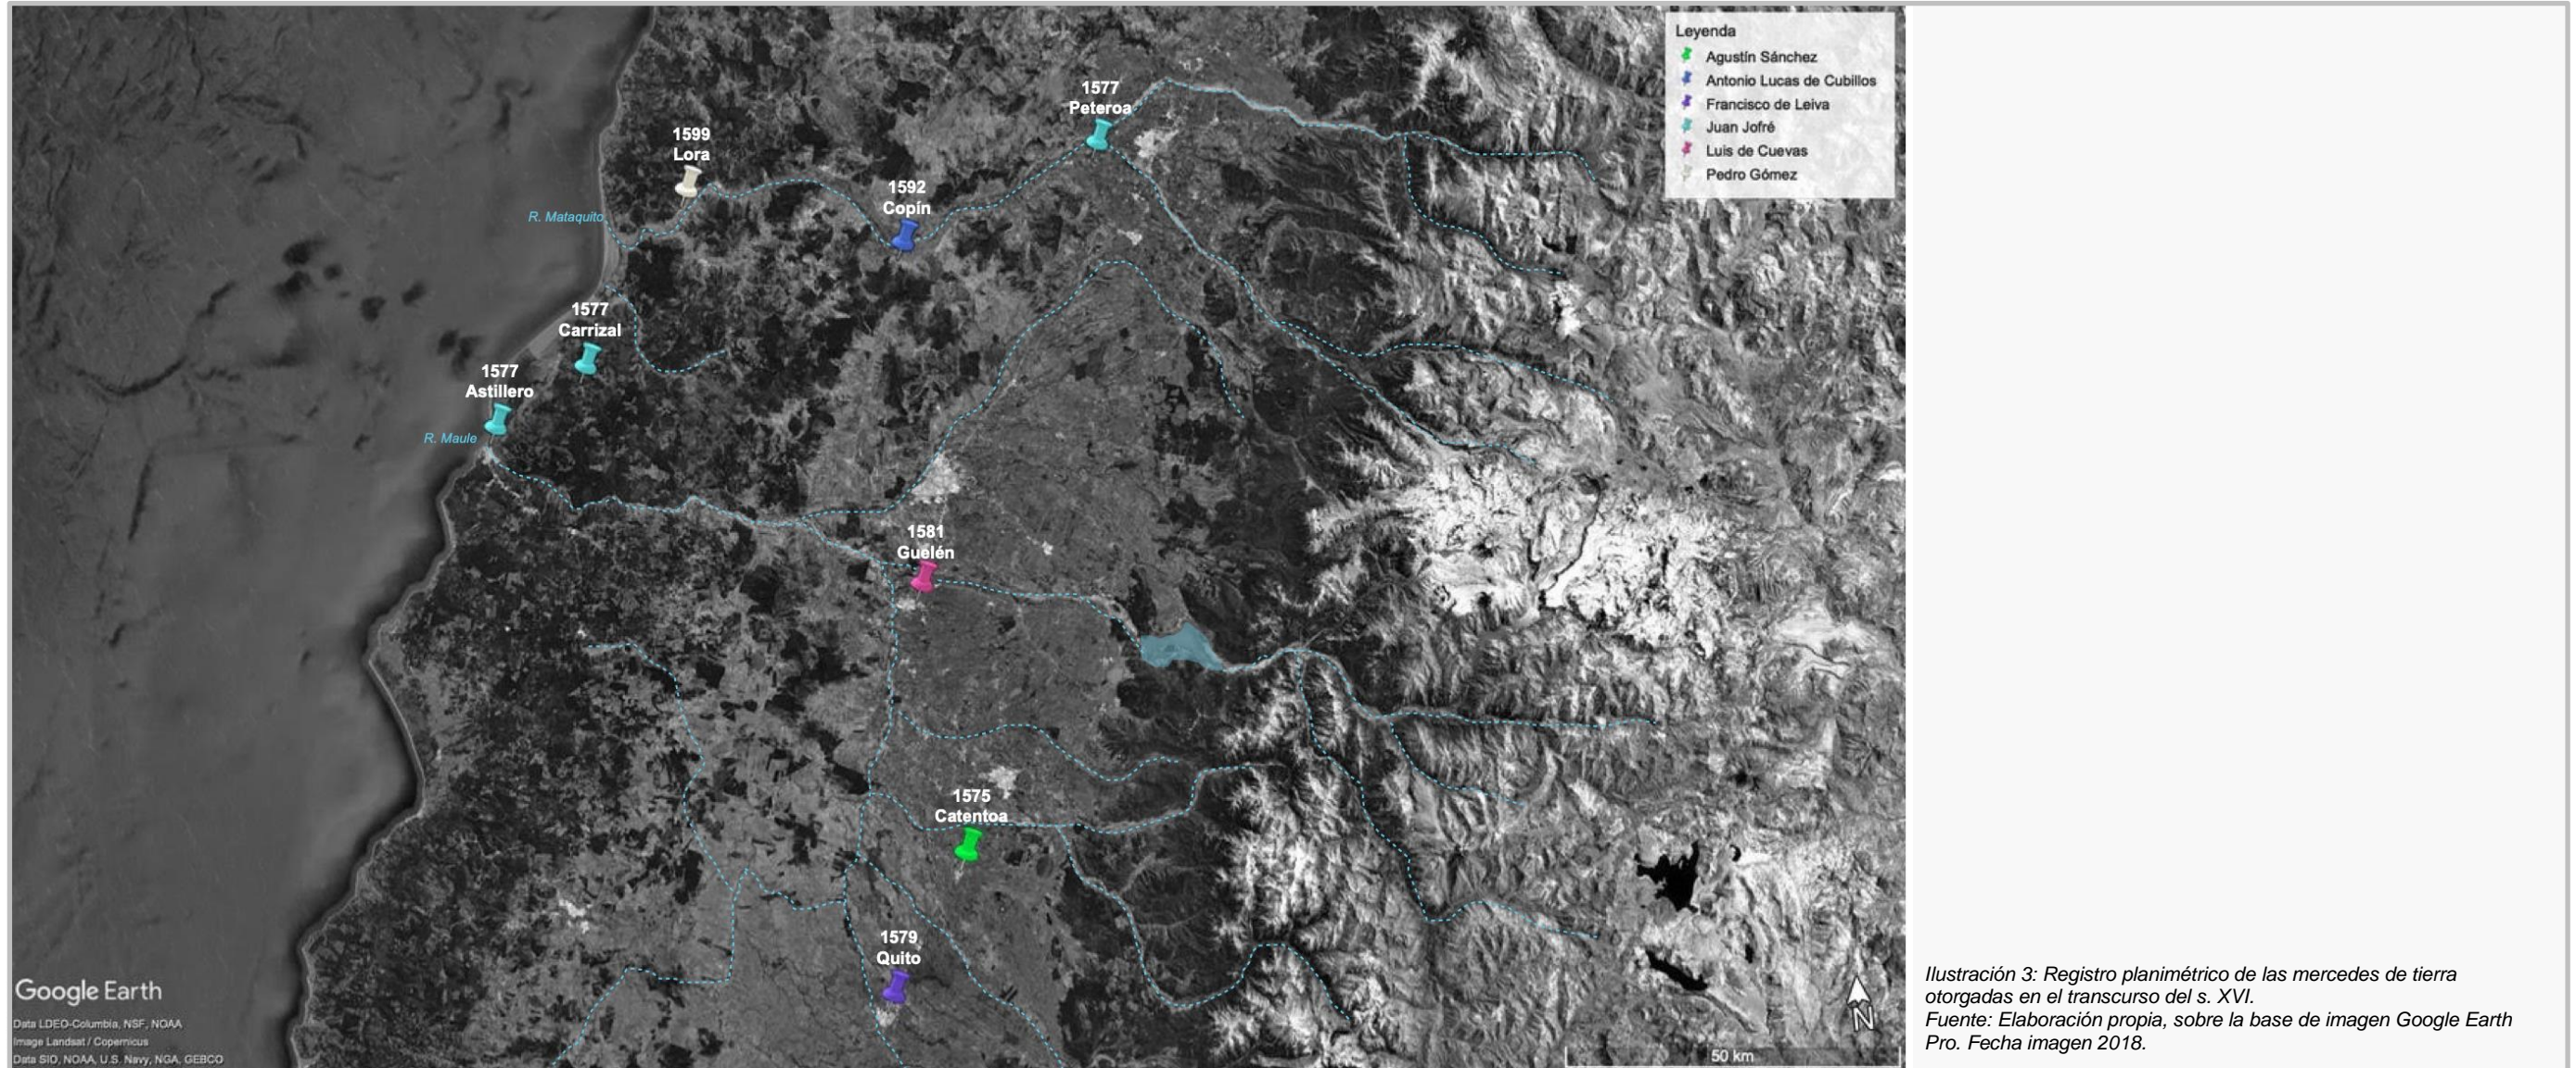 Leyenda
Agustín Sánchez
Antonio Lucas de Cubillos
Francisco de Leiva
Juan Jofré
Luis de Cuevas
Pedro Gómez
1577
Peteroa
1599
Lora
1592
Copín
R. Mataquito
1577
Carrizal
1577
Astillero
R. Maule
1581
Guelén
1575
Catentoa
1579
Quito
Google Earth
Data LDEO-Columbia, NSF, NOAA
Image Landsat / Copernicus
Data SIO, NOAA, U.S. Navy, NGA, GEBCO
N
50 km
Ilustración 3: Registro planimétrico de las mercedes de tierra
otorgadas en el transcurso del s. XVI.
Fuente: Elaboración propia, sobre la base de imagen Google Earth
Pro. Fecha imagen 2018.